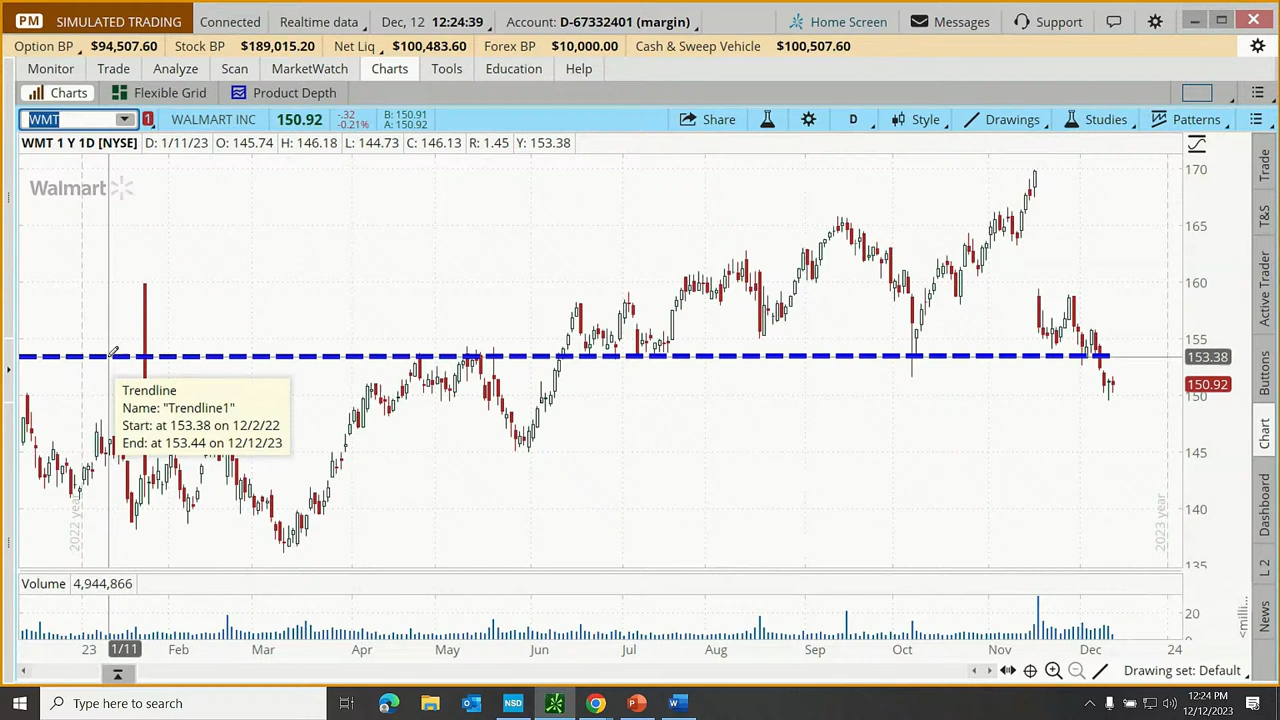 PM SIMULATED TRADING Connected Realtime data Dec, 12 12:24:39 Account: D-67332401 (margin) Home Screen Messages Support
Option BP $94,507.60 Stock BP $189,015.20 Net Liq $100,483.60 Forex BP $10,000.00 Cash & Sweep Vehicle $100,507.60
Monitor Trade Analyze Scan MarketWatch Charts Tools Education Help
Charts Flexible Grid Product Depth
WMT 1 WALMART INC 150.92 -.32 -0.21% B: 150.91 A: 150.92 Share D Style Drawings Studies Patterns
WMT 1 Y 1D [NYSE] D: 1/11/23 O: 145.74 H: 146.18 L: 144.73 C: 146.13 R: 1.45 Y: 153.38
Walmart
170
165
160
155
153.38
150.92
150
145
140
135
Trendline
Name: "Trendline1"
Start: at 153.38 on 12/2/22
End: at 153.44 on 12/12/23
2022 year
2023 year
Volume 4,944,866
20
0
<milli...
23 1/11 Feb Mar Apr May Jun Jul Aug Sep Oct Nov Dec 24
Drawing set: Default
Trade
T&S
Active Trader
Buttons
Chart
Dashboard
L 2
News
Type here to search
NSD
12:24 PM
12/12/2023